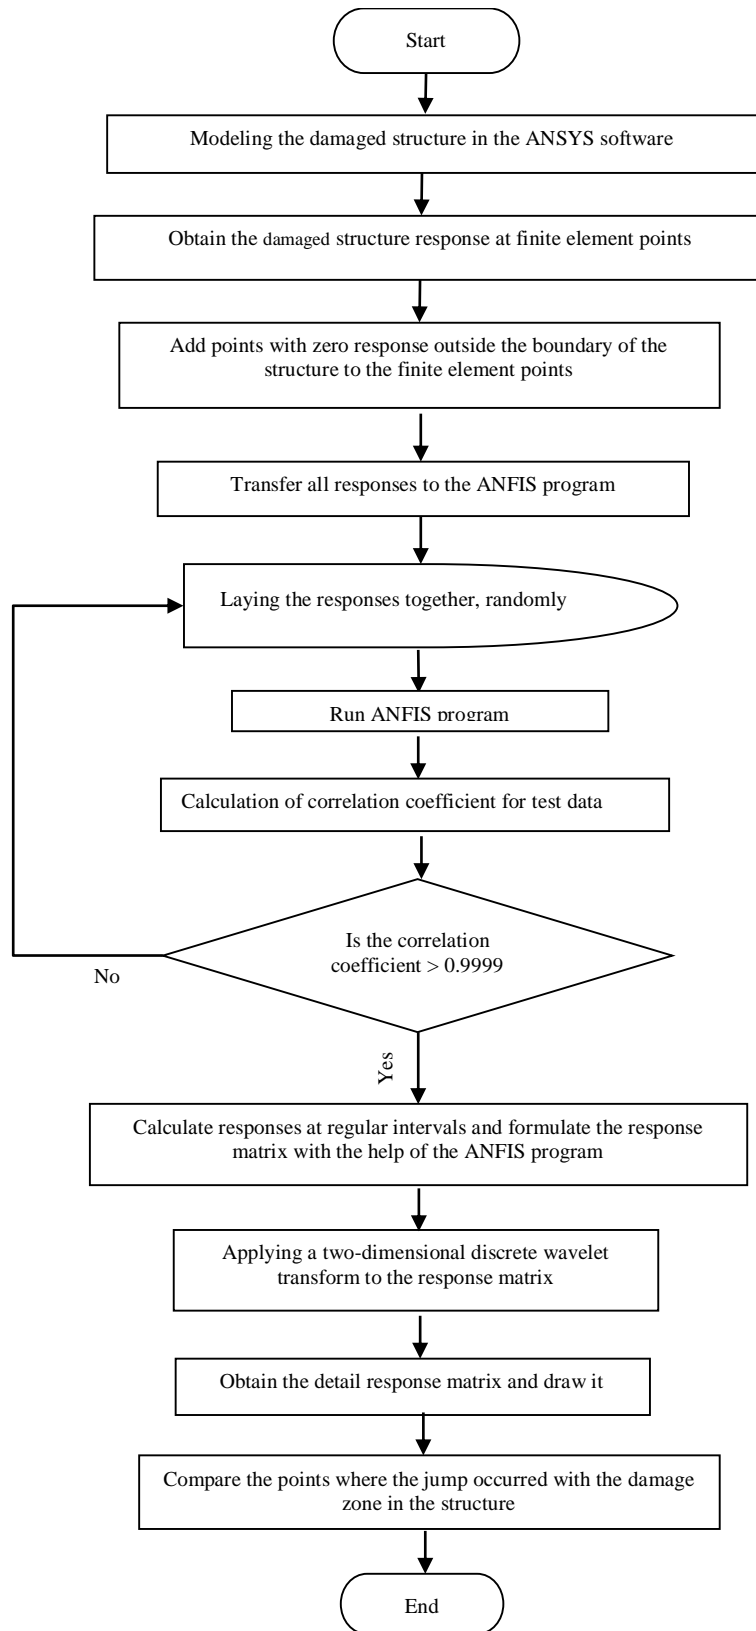 Start
Modeling the damaged structure in the ANSYS software
Obtain the damaged structure response at finite element points
Add points with zero response outside the boundary of the
structure to the finite element points
Transfer all responses to the ANFIS program
Laying the responses together, randomly
Run ANFIS program
Calculation of correlation coefficient for test data
Is the correlation
coefficient > 0.9999
No
Yes
Calculate responses at regular intervals and formulate the response
matrix with the help of the ANFIS program
Applying a two-dimensional discrete wavelet
transform to the response matrix
Obtain the detail response matrix and draw it
Compare the points where the jump occurred with the damage
zone in the structure
End